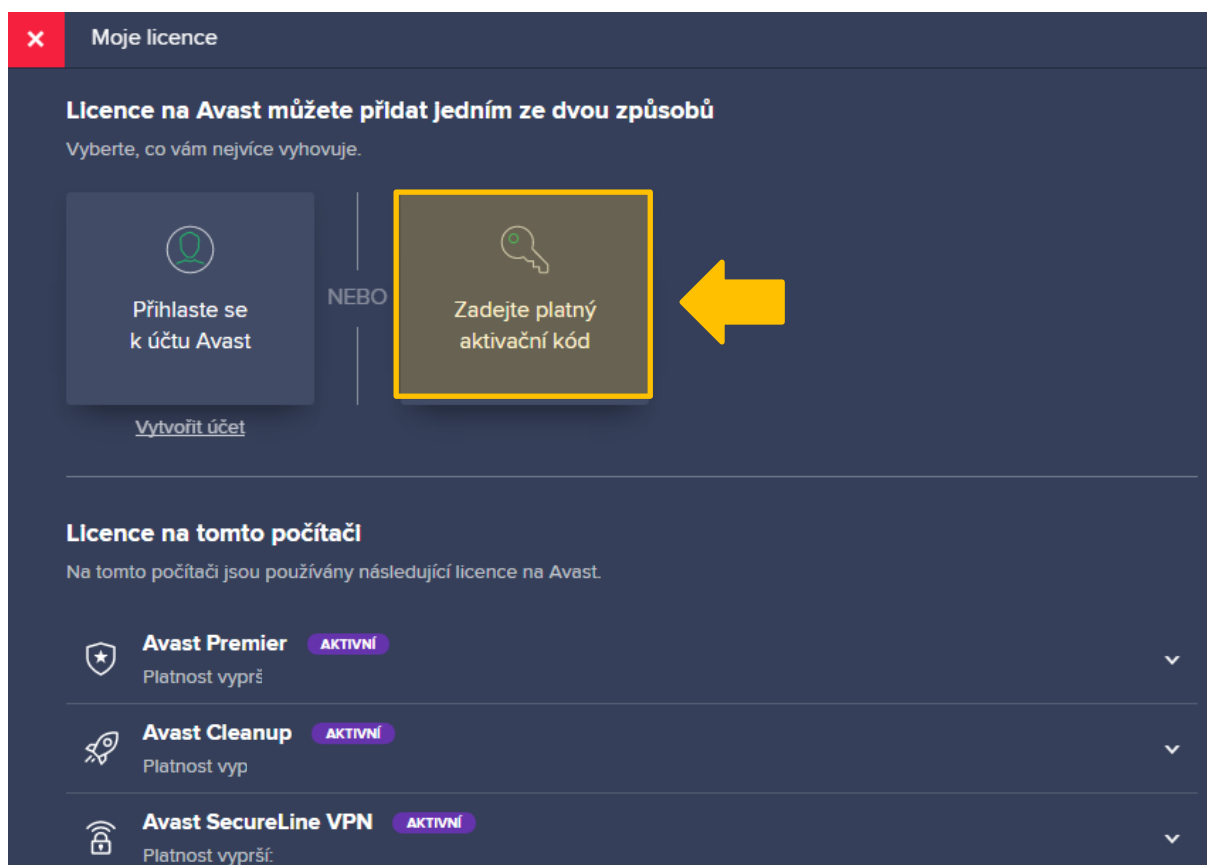 Moje licence
Licence na Avast můžete přidat jedním ze dvou způsobů
Vyberte, co vám nejvíce vyhovuje.
Přihlaste se
k účtu Avast
NEBO
Zadejte platný
aktivační kód
Vytvořit účet
Licence na tomto počítači
Na tomto počítači jsou používány následující licence na Avast.
Avast Premier AKTIVNÍ
Platnost vyprš
Avast Cleanup AKTIVNÍ
Platnost vyp
Avast SecureLine VPN AKTIVNÍ
Platnost vyprší: